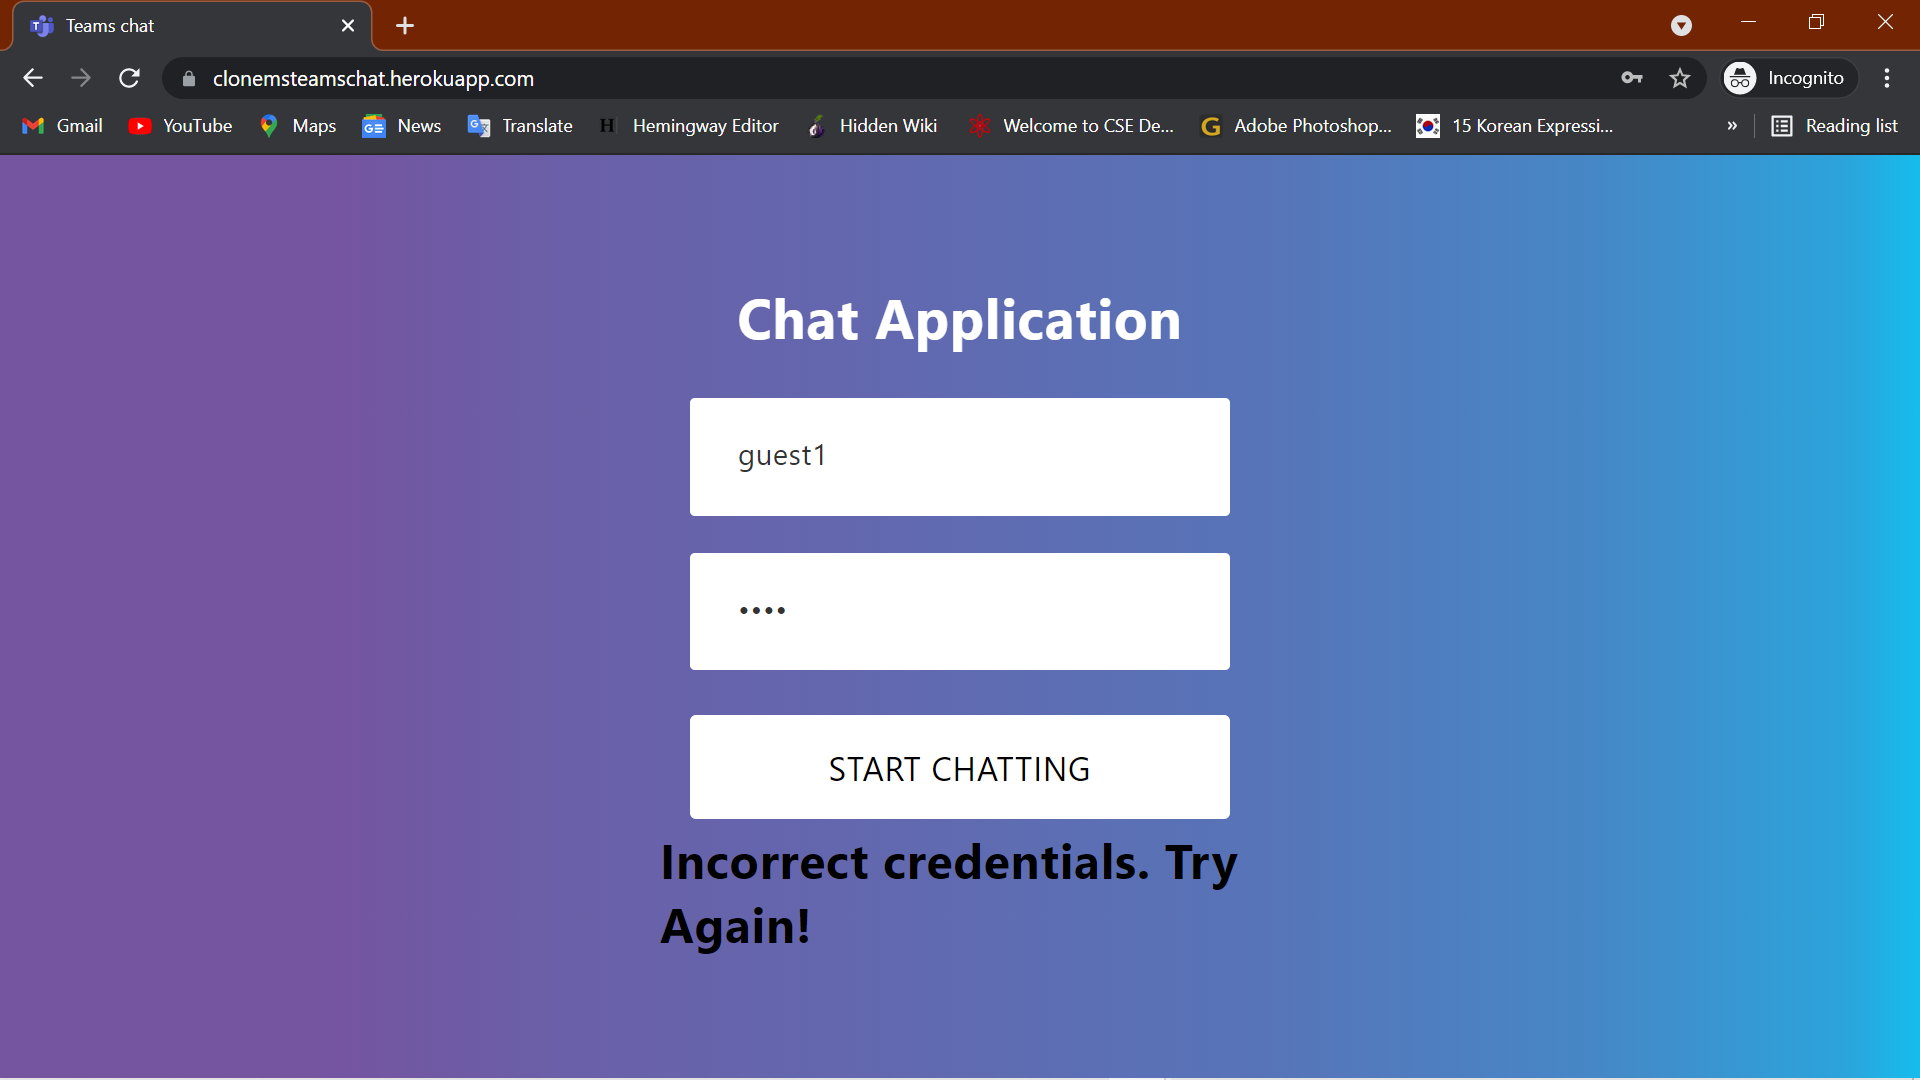 Teams chat
clonemsteamschat.herokuapp.com
Incognito
Gmail YouTube Maps News Translate H Hemingway Editor Hidden Wiki Welcome to CSE De... G Adobe Photoshop... 15 Korean Expressi... » Reading list
Chat Application
guest1
••••
START CHATTING
Incorrect credentials. Try
Again!